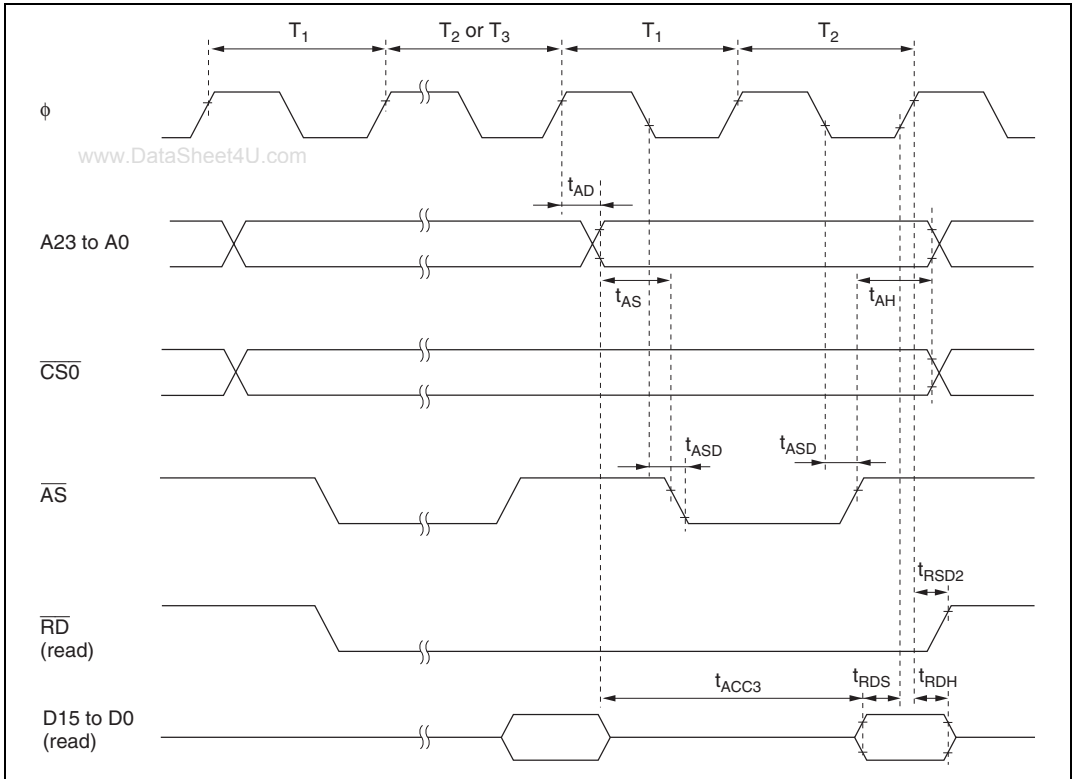 T1 T2 or T3 T1 T2
ϕ
www.DataSheet4U.com
tAD
A23 to A0
tAS tAH
CS0
tASD tASD
AS
tRSD2
RD
(read)
tACC3 tRDS tRDH
D15 to D0
(read)